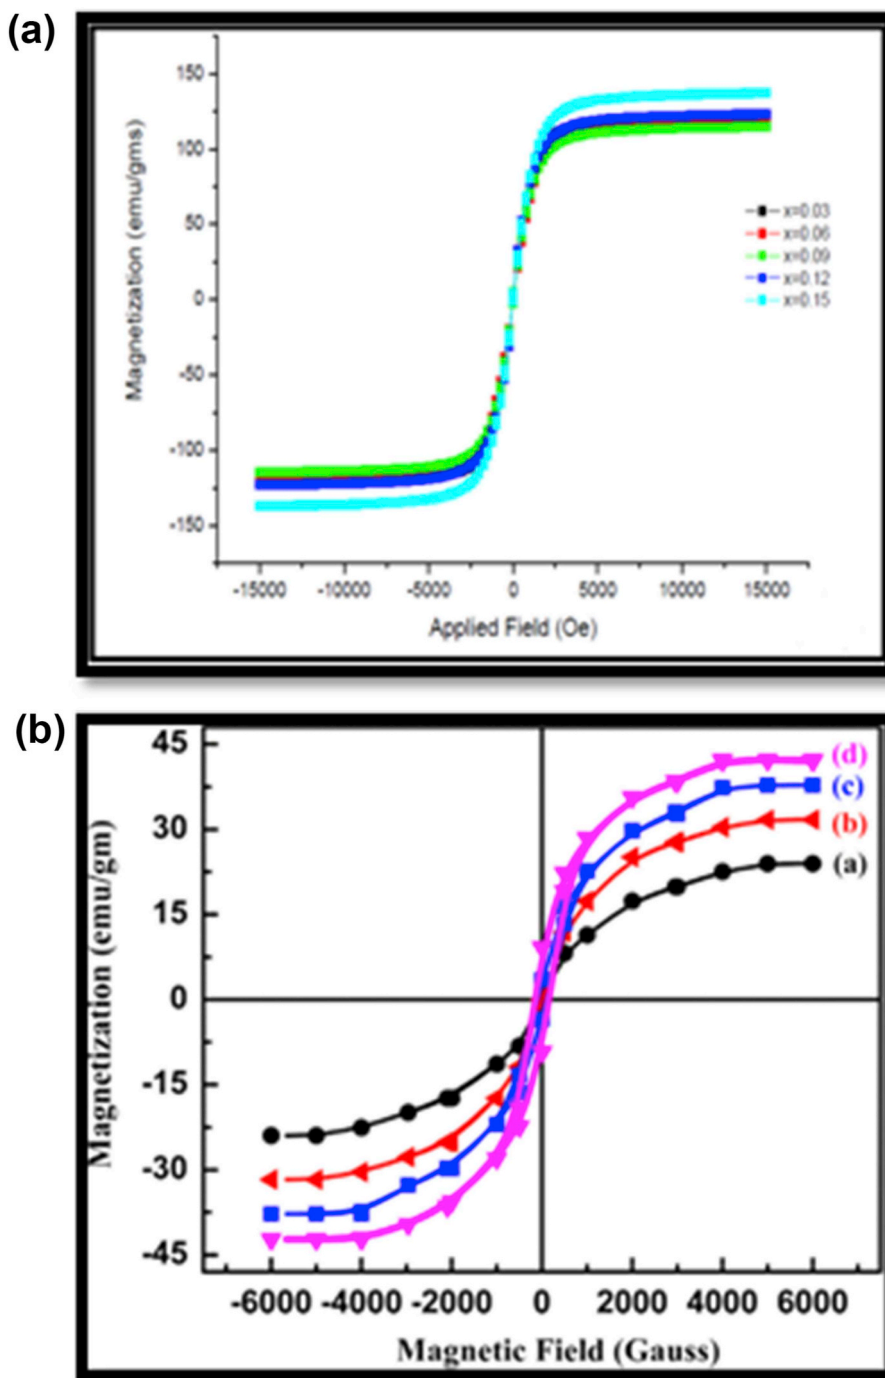 (a)
150
100
50
0
-50
-100
-150
Magnetization (emu/gms)
x=0.03
x=0.06
x=0.09
x=0.12
x=0.15
-15000 -10000 -5000 0 5000 10000 15000
Applied Field (Oe)
(b)
45
30
15
0
-15
-30
-45
Magnetization (emu/gm)
(d)
(c)
(b)
(a)
-6000 -4000 -2000 0 2000 4000 6000
Magnetic Field (Gauss)